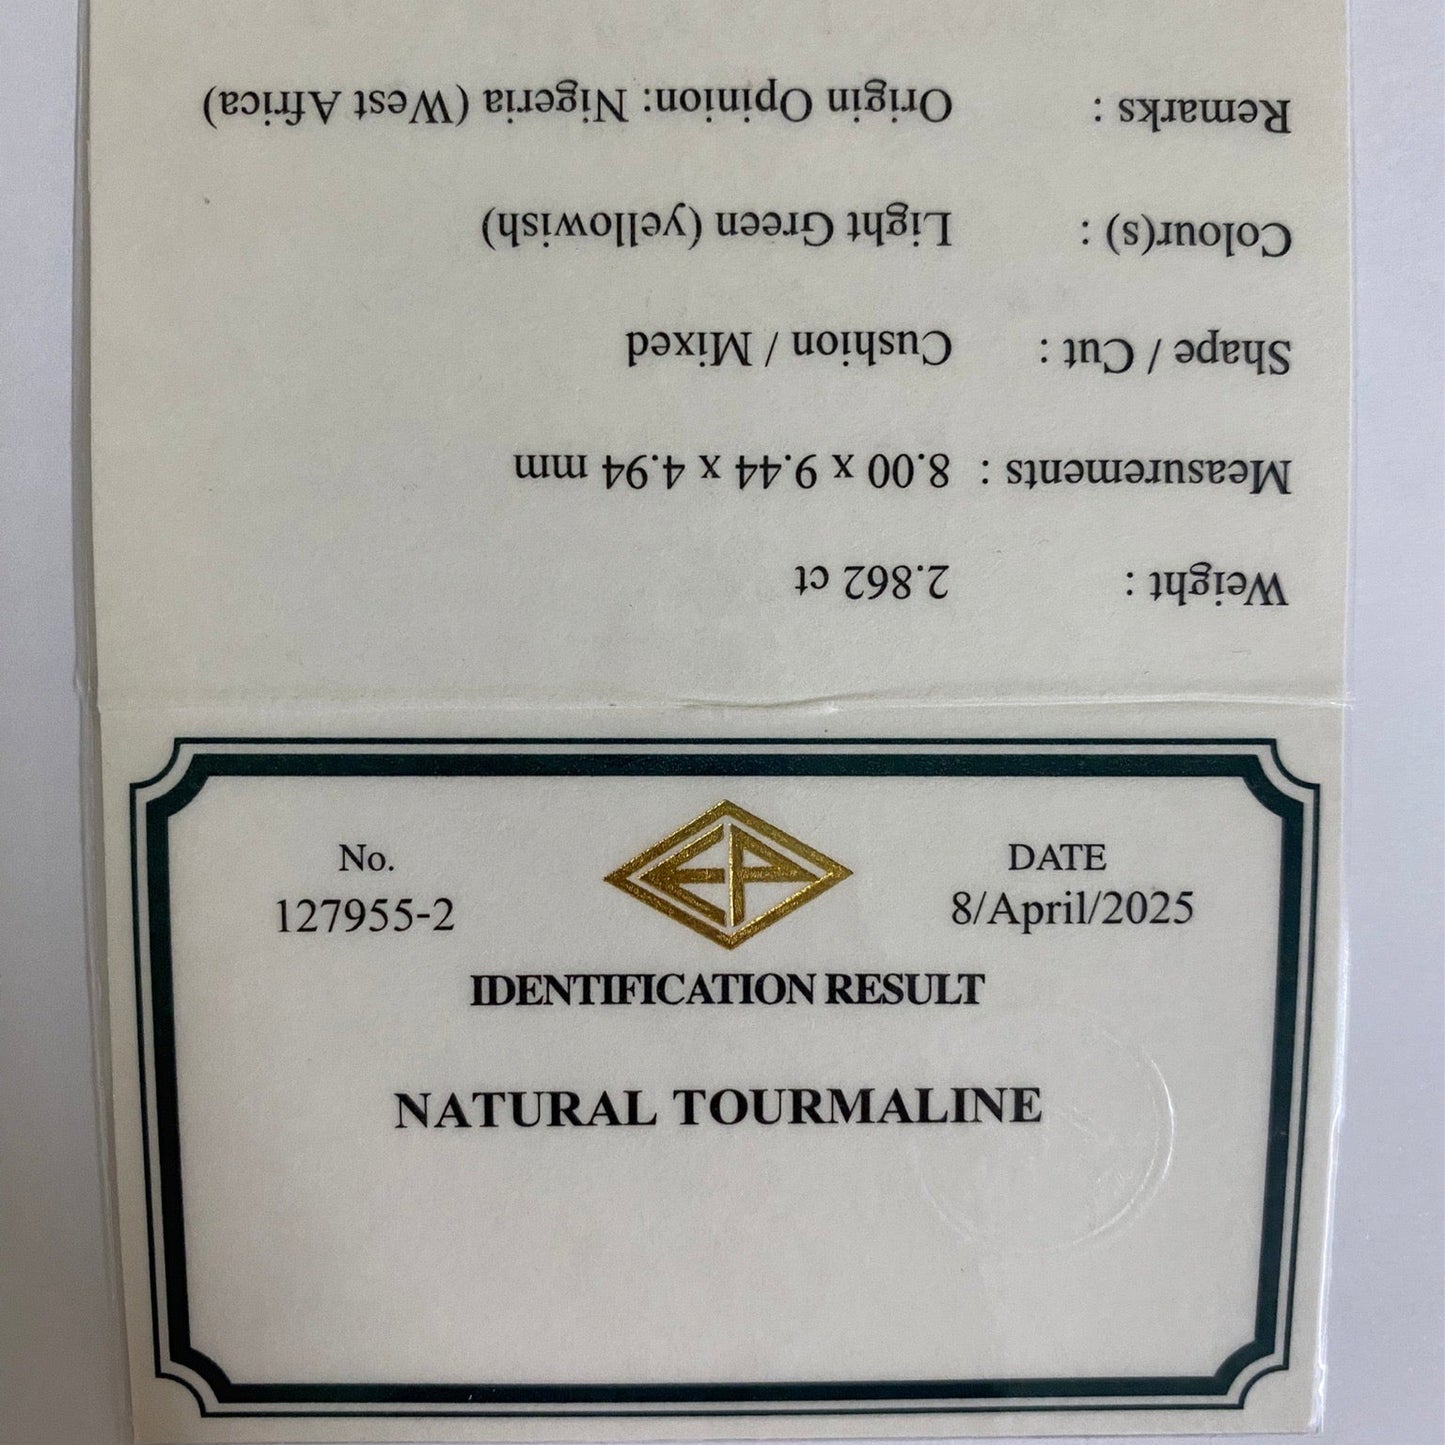 Weight : 2.862 ct
Measurements : 8.00 x 9.44 x 4.94 mm
Shape / Cut : Cushion / Mixed
Colour(s) : Light Green (yellowish)
Remarks : Origin Opinion: Nigeria (West Africa)
EP
No. DATE
127955-2 8/April/2025
IDENTIFICATION RESULT
NATURAL TOURMALINE